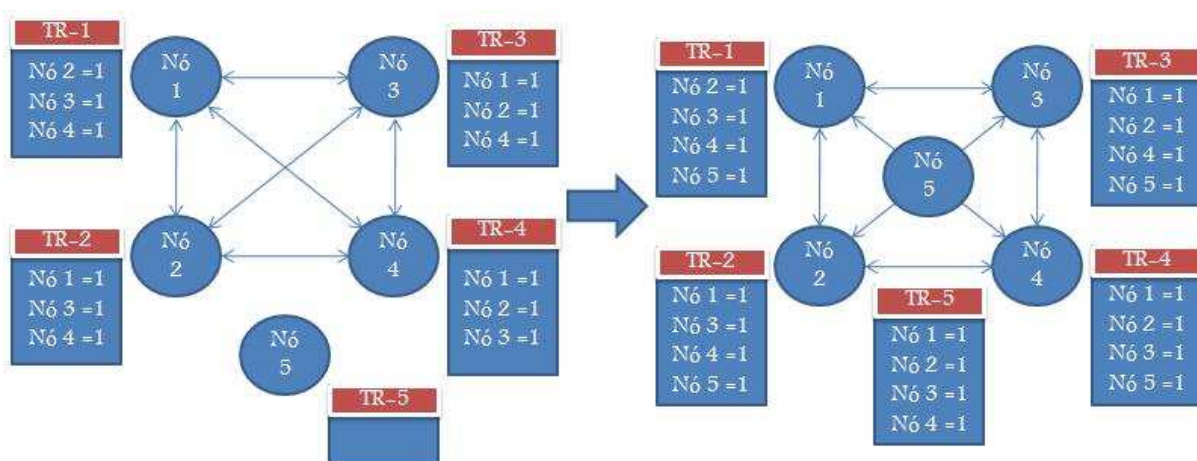 TR-1
Nó 2 =1
Nó 3 =1
Nó 4 =1
Nó
1
Nó
3
TR-3
Nó 1 =1
Nó 2 =1
Nó 4 =1
TR-2
Nó 1 =1
Nó 3 =1
Nó 4 =1
Nó
2
Nó
4
TR-4
Nó 1 =1
Nó 2 =1
Nó 3 =1
Nó
5
TR-5
TR-1
Nó 2 =1
Nó 3 =1
Nó 4 =1
Nó 5 =1
Nó
1
Nó
3
TR-3
Nó 1 =1
Nó 2 =1
Nó 4 =1
Nó 5 =1
Nó
5
TR-2
Nó 1 =1
Nó 3 =1
Nó 4 =1
Nó 5 =1
Nó
2
Nó
4
TR-4
Nó 1 =1
Nó 2 =1
Nó 3 =1
Nó 5 =1
TR-5
Nó 1 =1
Nó 2 =1
Nó 3 =1
Nó 4 =1